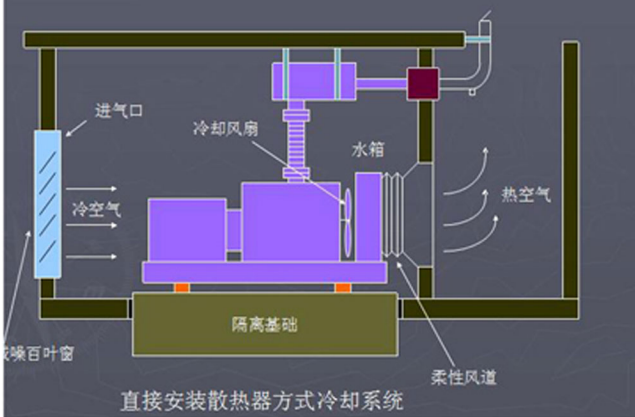 进气口
冷却风扇
水箱
冷空气
热空气
隔离基础
噪百叶窗
柔性风道
直接安装散热器方式冷却系统